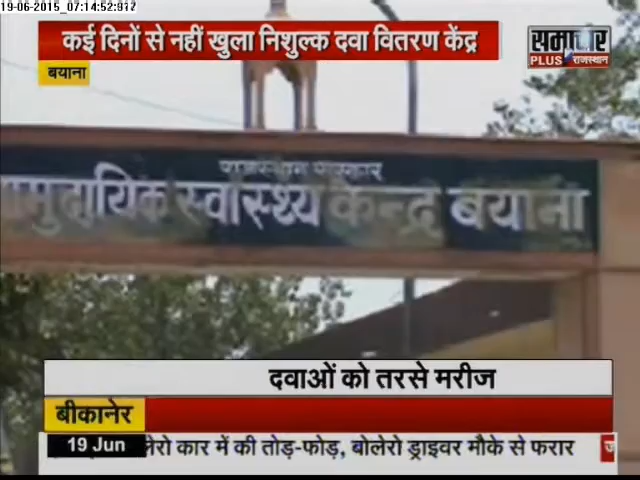 19-06-2015_07:14:52:917
कई दिनों से नहीं खुला निशुल्क दवा वितरण केंद्र
समाचार
PLUS राजस्थान
बयाना
राजस्थान सरकार
सामुदायिक स्वास्थ्य केन्द्र बयाना
दवाओं को तरसे मरीज
बीकानेर
19 Jun
लेरो कार में की तोड़-फोड़, बोलेरो ड्राइवर मौके से फरार